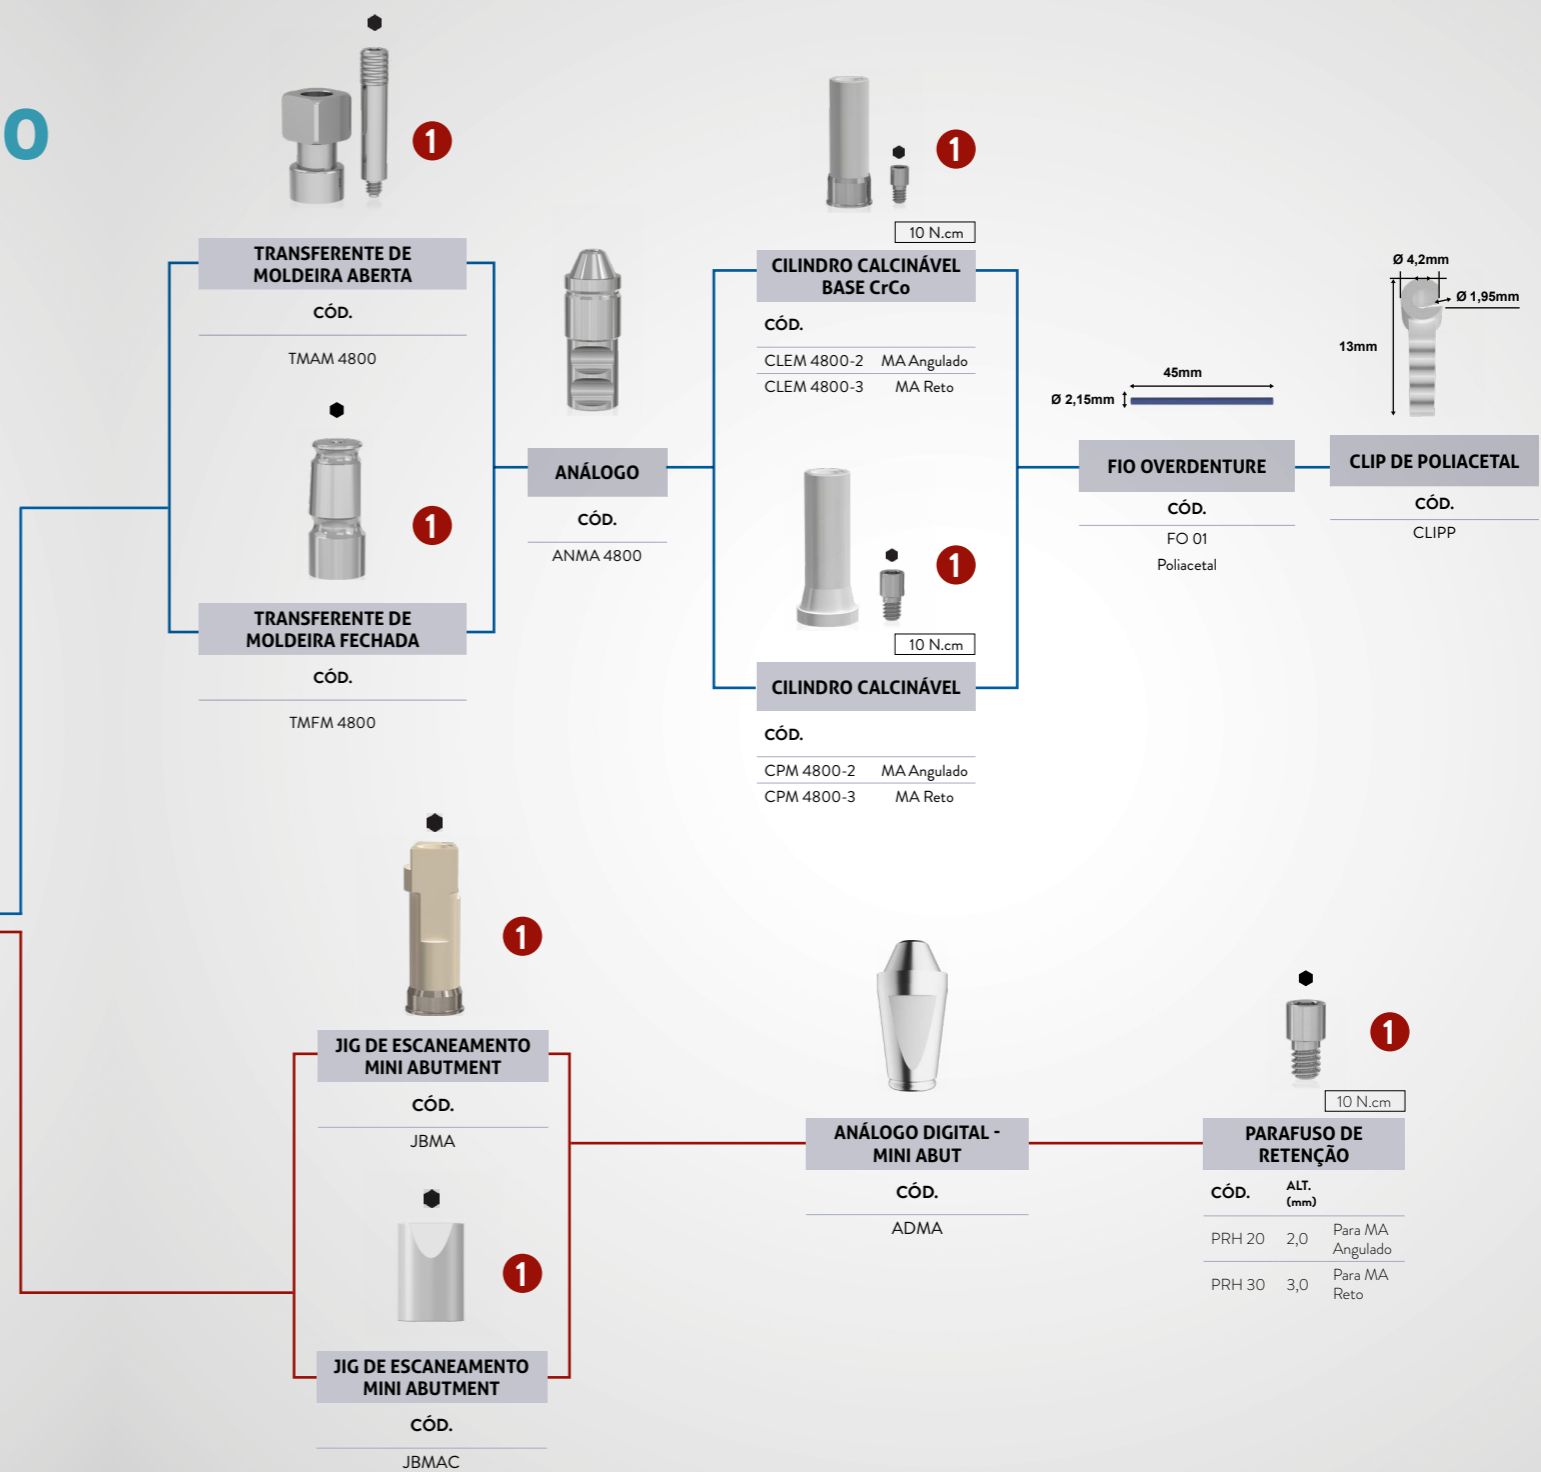 O
1
TRANSFERENTE DE
MOLDEIRA ABERTA
CÓD.
TMAM 4800
1
TRANSFERENTE DE
MOLDEIRA FECHADA
CÓD.
TMFM 4800
ANÁLOGO
CÓD.
ANMA 4800
1
10 N.cm
CILINDRO CALCINÁVEL
BASE CrCo
CÓD.
CLEM 4800-2 MA Angulado
CLEM 4800-3 MA Reto
1
10 N.cm
CILINDRO CALCINÁVEL
CÓD.
CPM 4800-2 MA Angulado
CPM 4800-3 MA Reto
45mm
Ø 2,15mm
FIO OVERDENTURE
CÓD.
FO 01
Poliacetal
Ø 4,2mm
Ø 1,95mm
13mm
CLIP DE POLIACETAL
CÓD.
CLIPP
1
JIG DE ESCANEAMENTO
MINI ABUTMENT
CÓD.
JBMA
1
JIG DE ESCANEAMENTO
MINI ABUTMENT
CÓD.
JBMAC
ANÁLOGO DIGITAL -
MINI ABUT
CÓD.
ADMA
1
10 N.cm
PARAFUSO DE
RETENÇÃO
CÓD. ALT.
(mm)
PRH 20 2,0 Para MA
Angulado
PRH 30 3,0 Para MA
Reto